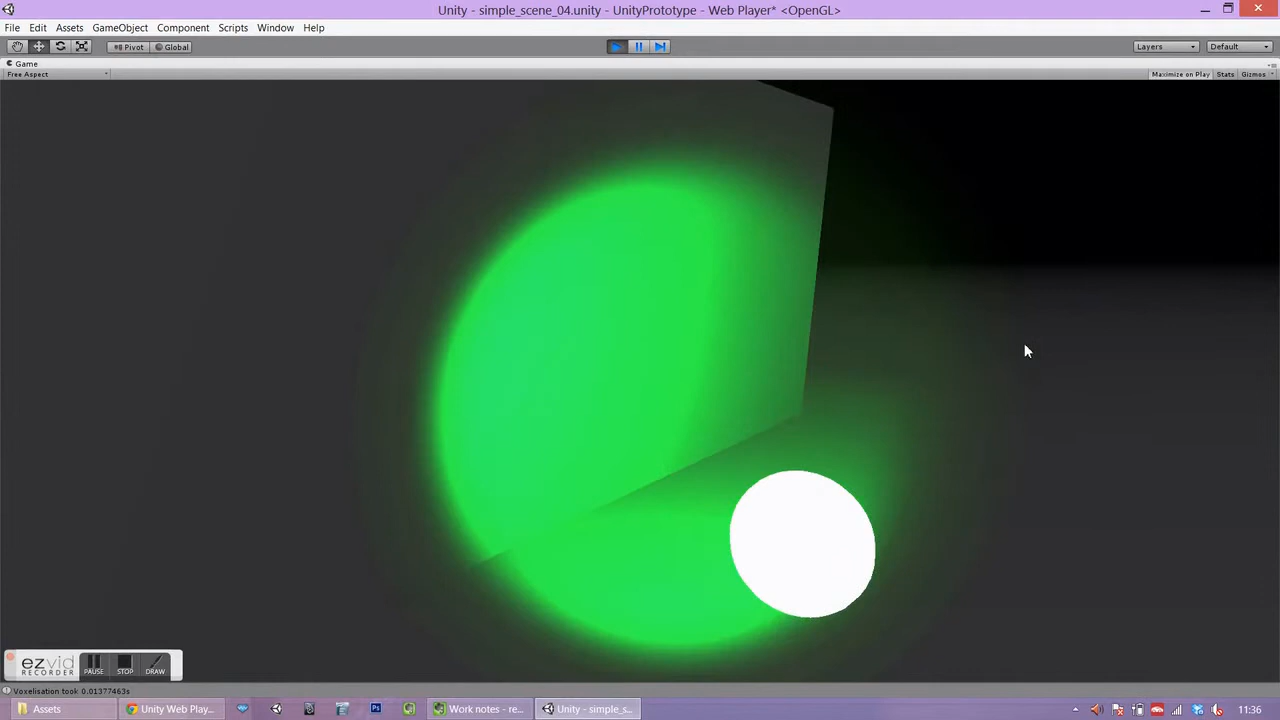 Unity - simple_scene_04.unity - UnityPrototype - Web Player* <OpenGL>
File Edit Assets GameObject Component Scripts Window Help
Pivot Global Layers Default
Game
Free Aspect Maximize on Play Stats Gizmos
ezvid
RECORDER
PAUSE STOP DRAW
Voxelisation took 0.01377463s
Assets Unity Web Play... Ps Work notes - re... Unity - simple_s... 11:36